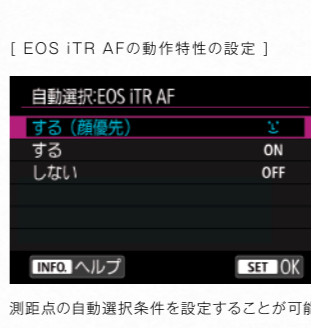 [ EOS iTR AFの動作特性の設定 ]
自動選択:EOS iTR AF
する（顔優先）
する ON
しない OFF
INFO. ヘルプ SET OK
測距点の自動選択条件を設定することが可能